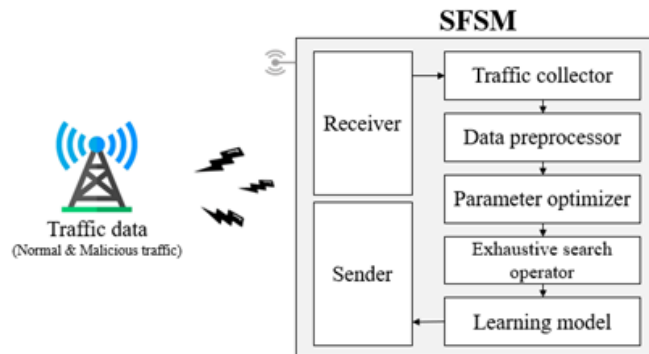 SFSM
Receiver
Traffic collector
Data preprocessor
Parameter optimizer
Exhaustive search
operator
Learning model
Sender
Traffic data
(Normal & Malicious traffic)